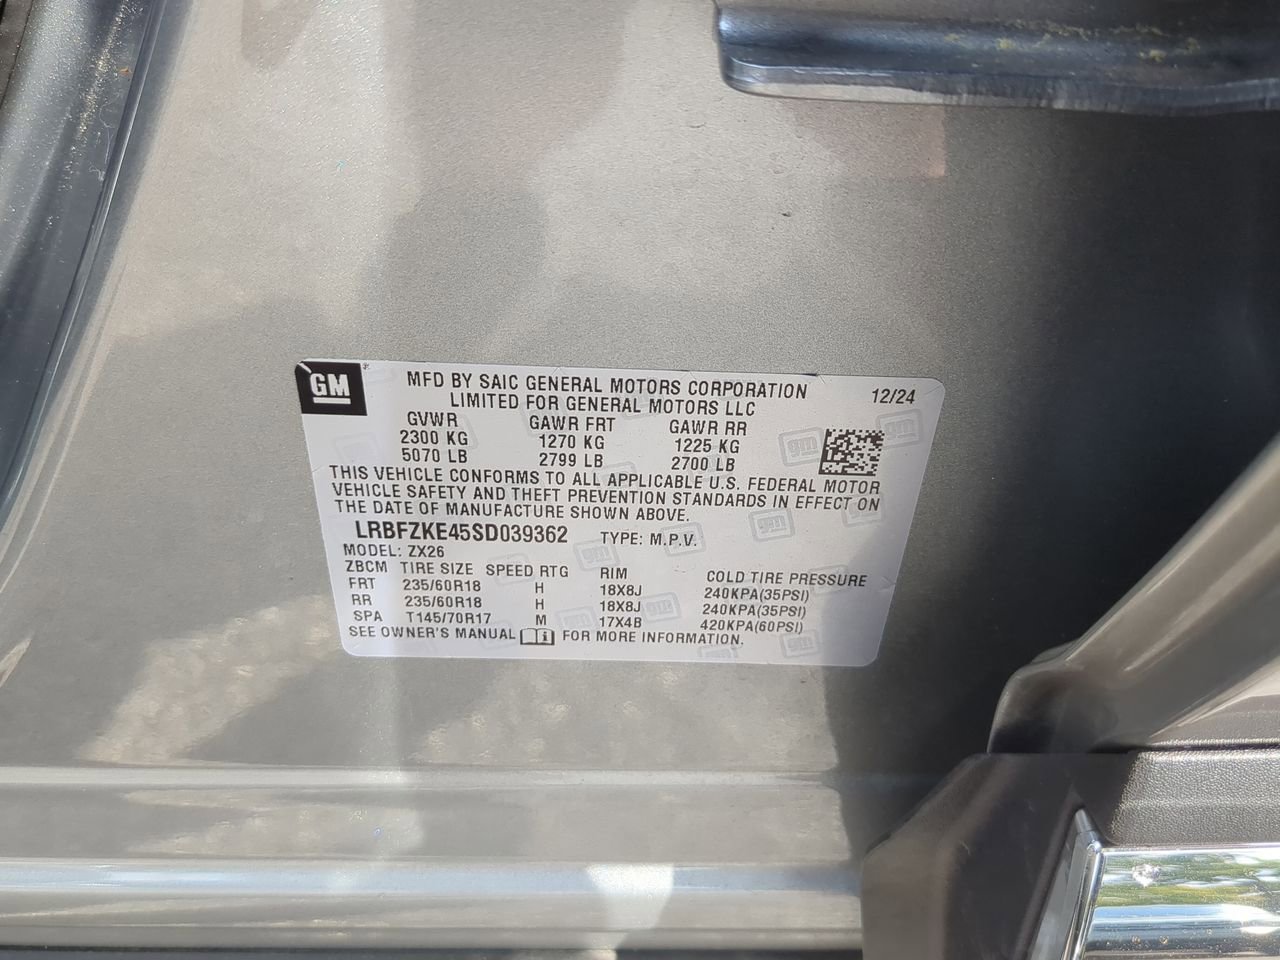 GM
MFD BY SAIC GENERAL MOTORS CORPORATION 12/24
LIMITED FOR GENERAL MOTORS LLC
GVWR GAWR FRT GAWR RR
2300 KG 1270 KG 1225 KG
5070 LB 2799 LB 2700 LB
THIS VEHICLE CONFORMS TO ALL APPLICABLE U.S. FEDERAL MOTOR
VEHICLE SAFETY AND THEFT PREVENTION STANDARDS IN EFFECT ON
THE DATE OF MANUFACTURE SHOWN ABOVE.
LRBFZKE45SD039362 TYPE: M.P.V.
MODEL: ZX26
ZBCM TIRE SIZE SPEED RTG RIM COLD TIRE PRESSURE
FRT 235/60R18 H 18X8J 240KPA(35PSI)
RR 235/60R18 H 18X8J 240KPA(35PSI)
SPA T145/70R17 M 17X4B 420KPA(60PSI)
SEE OWNER'S MANUAL FOR MORE INFORMATION.